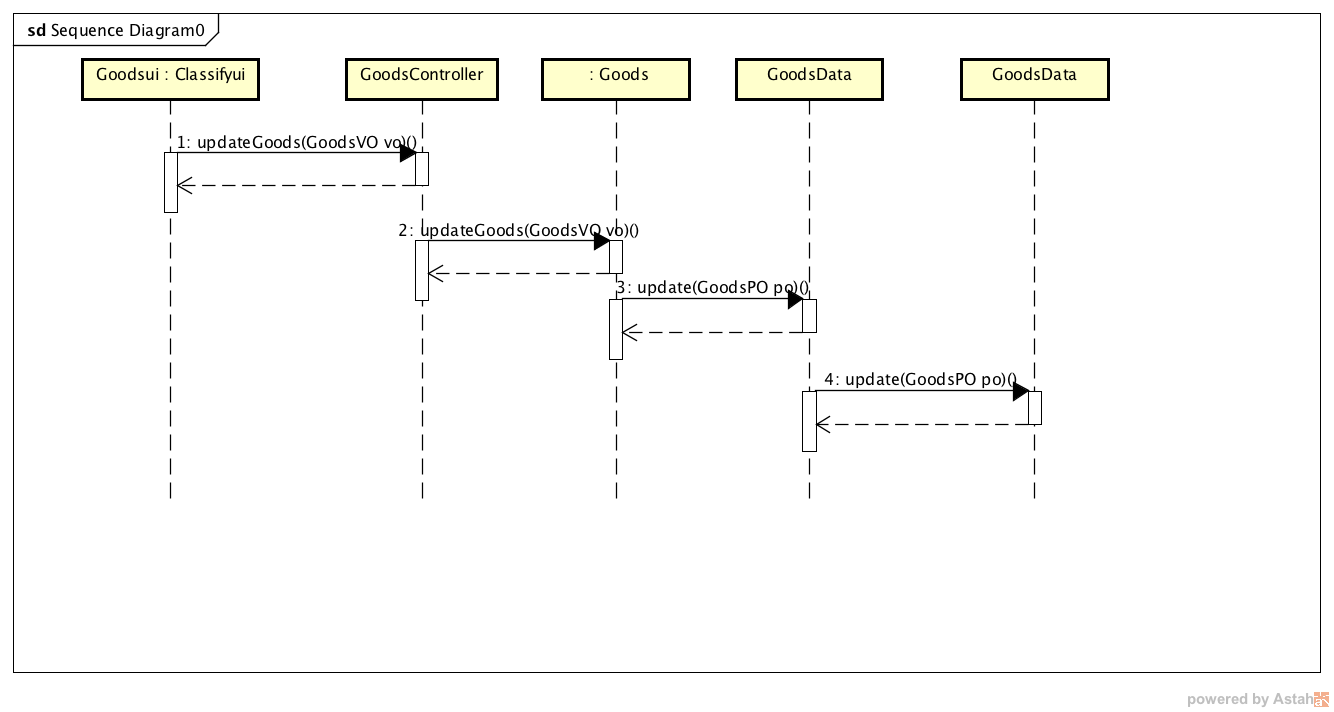 sd Sequence Diagram0
Goodsui : Classifyui
GoodsController
: Goods
GoodsData
GoodsData
1: updateGoods(GoodsVO vo)()
2: updateGoods(GoodsVO vo)()
3: update(GoodsPO po)()
4: update(GoodsPO po)()
powered by Astah